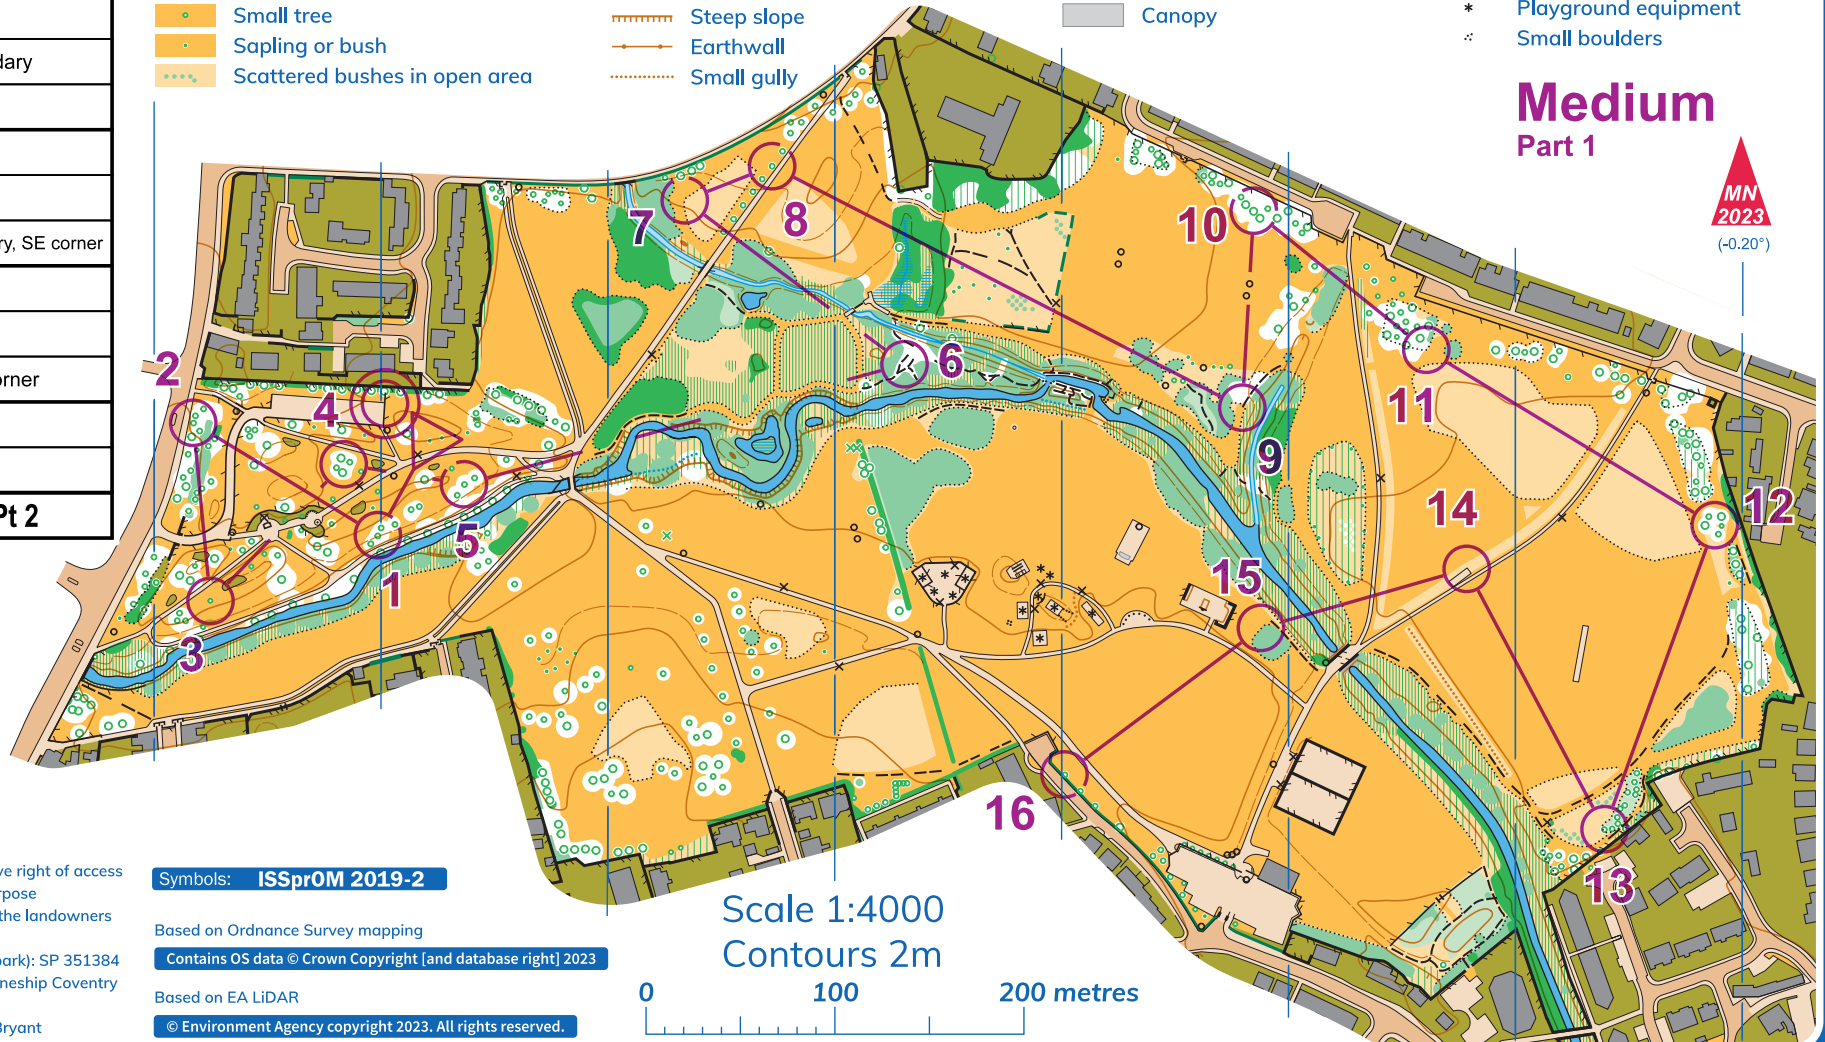 dary
ry, SE corner
orner
Pt 2
Small tree
Sapling or bush
Scattered bushes in open area
Steep slope
Earthwall
Small gully
Canopy
Playground equipment
Small boulders
Medium
Part 1
MN
2023
(-0.20°)
7
8
10
2
4
6
11
9
12
14
5
1
15
3
16
13
ve right of access
rpose
the landowners
park): SP 351384
neship Coventry
Bryant
Symbols: ISSprOM 2019-2
Based on Ordnance Survey mapping
Contains OS data © Crown Copyright [and database right] 2023
Based on EA LiDAR
© Environment Agency copyright 2023. All rights reserved.
Scale 1:4000
Contours 2m
0 100 200 metres